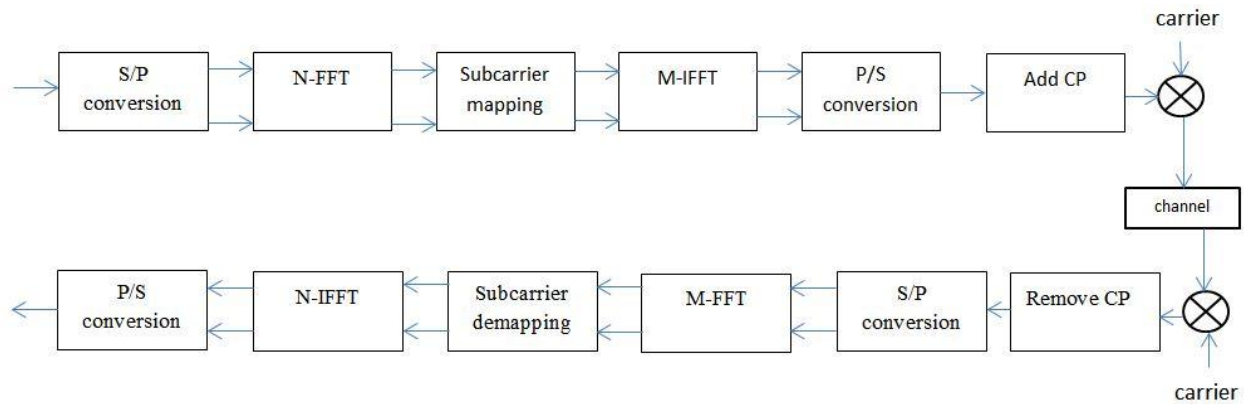 carrier
S/P
conversion
N-FFT
Subcarrier
mapping
M-IFFT
P/S
conversion
Add CP
channel
P/S
conversion
N-IFFT
Subcarrier
demapping
M-FFT
S/P
conversion
Remove CP
carrier